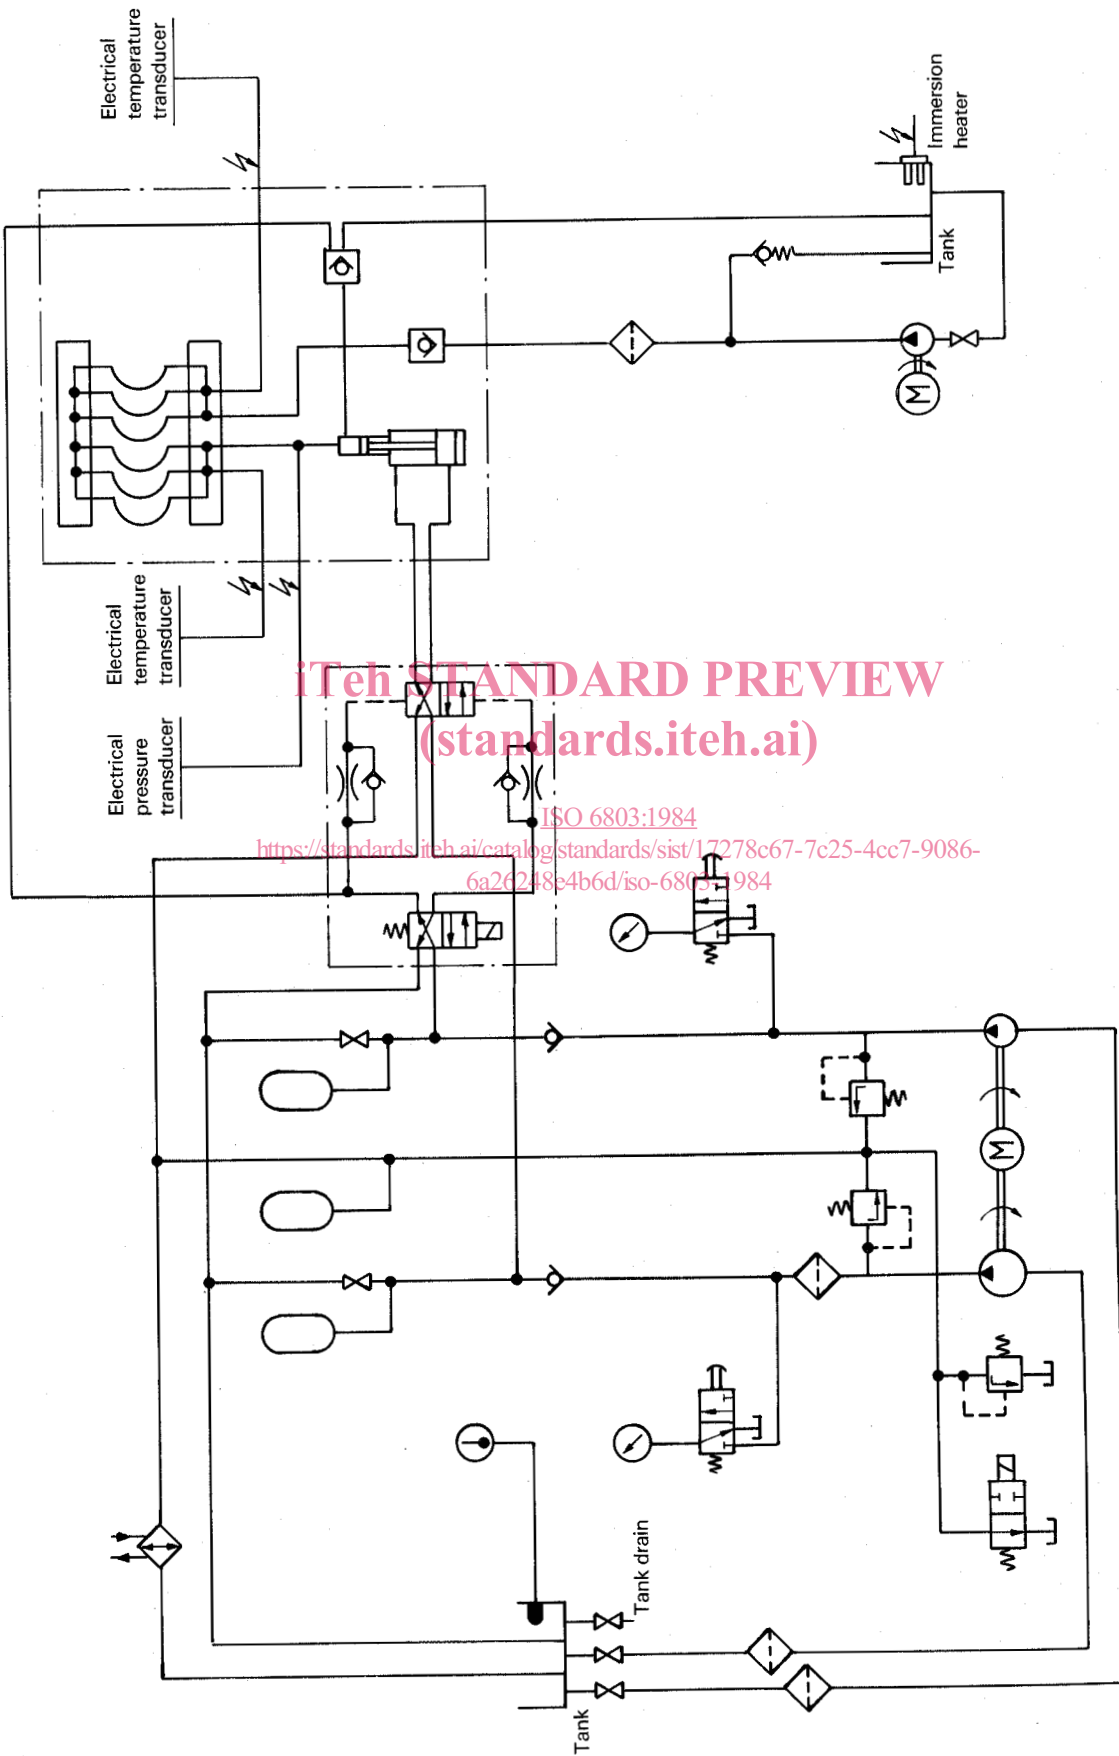 Electrical
temperature
transducer
Immersion
heater
Tank
M
Electrical
temperature
transducer
Electrical
pressure
transducer
iTeh STANDARD PREVIEW
(standards.iteh.ai)
ISO 6803:1984
https://standards.iteh.ai/catalog/standards/sist/17278c67-7c25-4cc7-9086-
6a26248e4b6d/iso-6803-1984
M
Tank drain
Tank